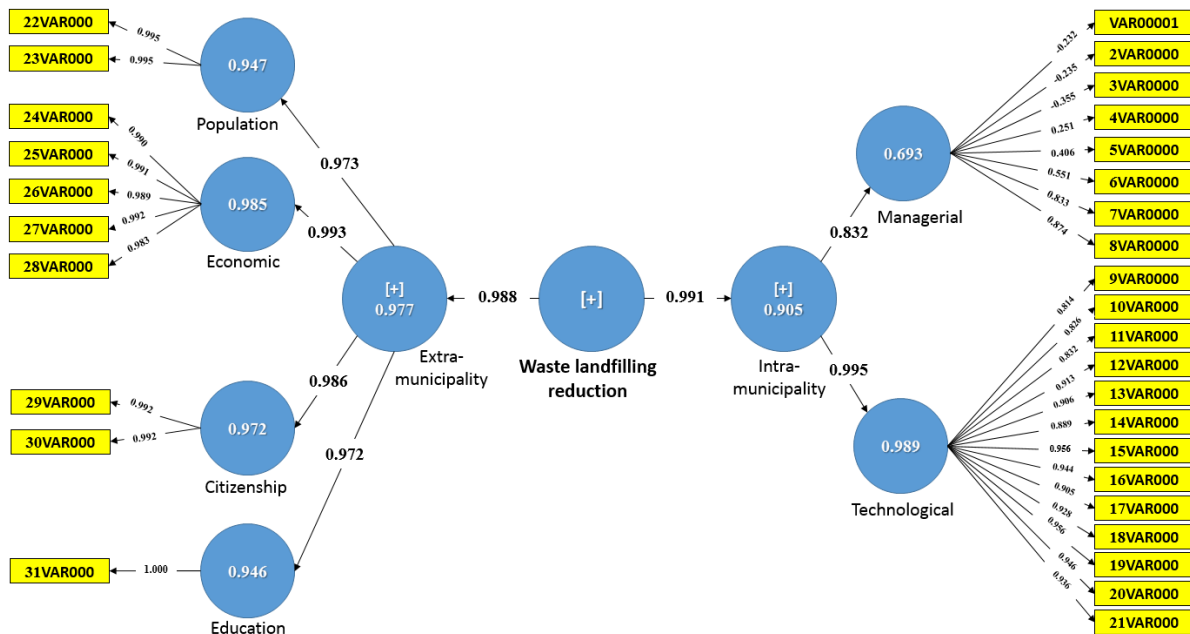 22VAR000
23VAR000
0.995
0.995
0.947
Population
24VAR000
25VAR000
26VAR000
27VAR000
28VAR000
0.990
0.991
0.989
0.992
0.983
0.985
Economic
29VAR000
30VAR000
0.992
0.992
0.972
Citizenship
31VAR000
1.000
0.946
Education
0.973
0.993
0.986
0.972
[+]
0.977
Extra-
municipality
0.988
[+]
Waste landfilling
reduction
0.991
[+]
0.905
Intra-
municipality
0.832
0.995
0.693
Managerial
-0.232
-0.235
-0.355
0.251
0.406
0.551
0.833
0.874
VAR00001
2VAR0000
3VAR0000
4VAR0000
5VAR0000
6VAR0000
7VAR0000
8VAR0000
0.989
Technological
0.814
0.826
0.832
0.913
0.906
0.889
0.956
0.944
0.905
0.928
0.956
0.946
0.936
9VAR0000
10VAR000
11VAR000
12VAR000
13VAR000
14VAR000
15VAR000
16VAR000
17VAR000
18VAR000
19VAR000
20VAR000
21VAR000